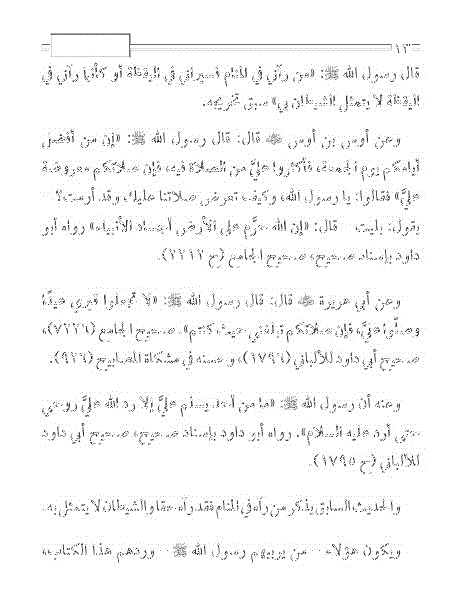 ١٣
قال رسول الله ﷺ: «من رآني في المنام فسيراني في اليقظة أو كأنما رآني في
اليقظة لا يتمثل الشيطان بي» سبق تخريجه.
وعن أوس بن أوس ﷺ قال: قال رسول الله ﷺ: «إن من أفضل
أيامكم يوم الجمعة، فأكثروا عليَّ من الصلاة فيه، فإن صلاتكم معروضة
عليَّ» فقالوا: يا رسول الله، وكيف تعرض صلاتنا عليك، وقد أرمت؟
يقول: بليت. قال: «إن الله حرَّم على الأرض أجساد الأنبياء» رواه أبو
داود بإسناد صحيح، صحيح الجامع (ح ٢٢١٢).
وعن أبي هريرة قال: قال رسول الله ﷺ: «لا تجعلوا قبري عيدًا،
وصلُّوا عليَّ، فإن صلاتكم تبلغني حيث كنتم». صحيح الجامع (٧٢٢٦)،
صحيح أبي داود للألباني (١٧٩٦)، وحسنه في مشكاة المصابيح (٩٢٦).
وعنه أن رسول الله ﷺ: «ما من أحد يسلم عليَّ إلا رد الله عليَّ روحي
حتى أرد عليه السلام». رواه أبو داود بإسناد صحيح، صحيح أبي داود
للألباني (ح ١٧٩٥).
والحديث السابق يذكر من رآه في المنام فقد رآه حقا والشيطان لا يتمثل به.
ويكون هؤلاء – من يربيهم رسول الله ﷺ – وردهم هذا الكتاب،